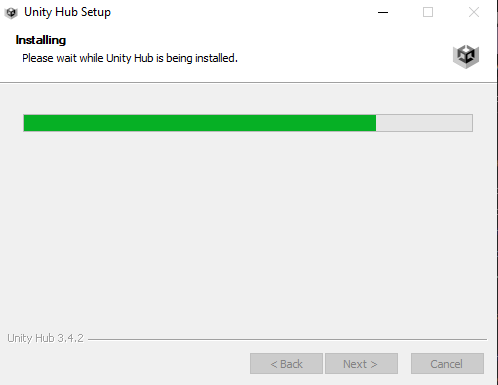 Unity Hub Setup
Installing
Please wait while Unity Hub is being installed.
Unity Hub 3.4.2
< Back Next > Cancel